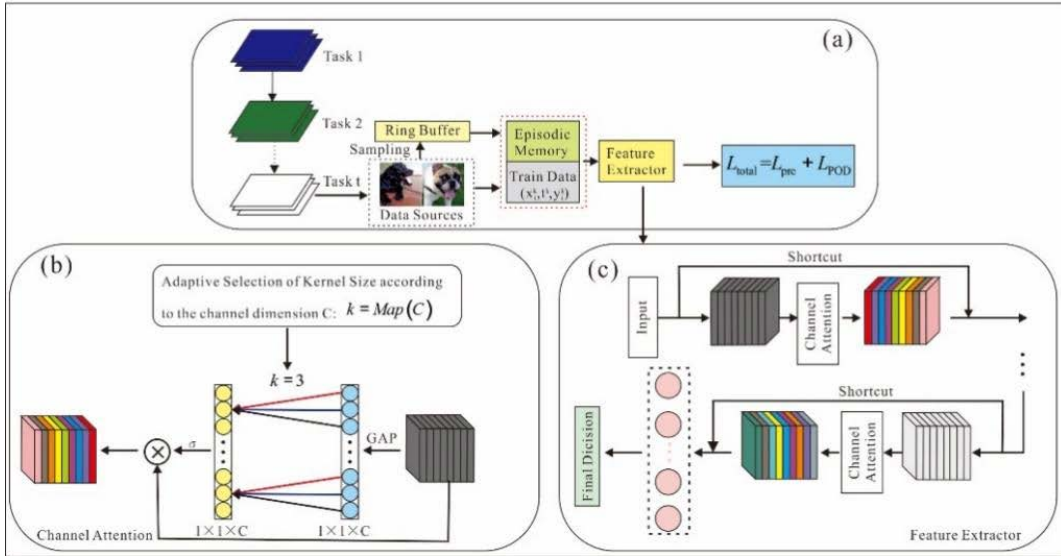 (a)
Task 1
Task 2
Task t
Ring Buffer
Sampling
Data Sources
Episodic
Memory
Train Data
Feature
Extractor
L_total = L_pre + L_POD
(b)
Adaptive Selection of Kernel Size according
to the channel dimension C: k = Map(C)
k = 3
GAP
σ
1×1×C
1×1×C
Channel Attention
(c)
Shortcut
Input
Channel
Attention
Shortcut
Channel
Attention
Final Dicision
Feature Extractor